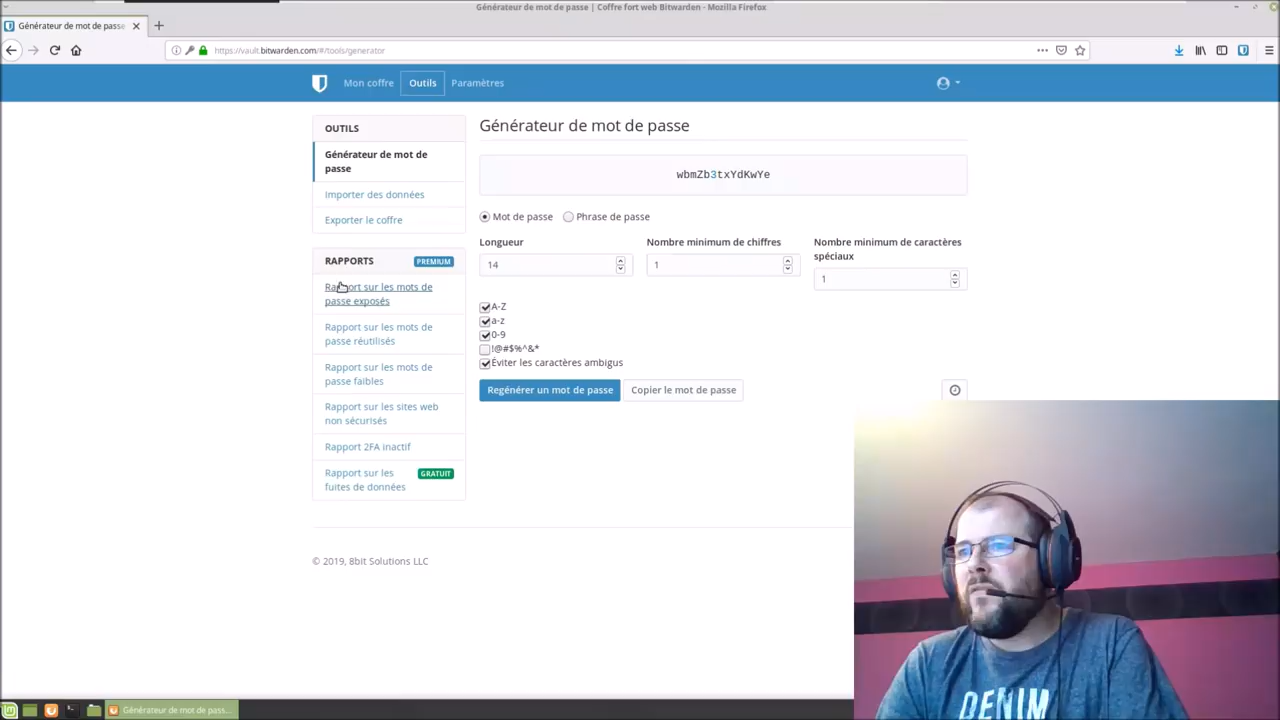 Générateur de mot de passe | Coffre fort web Bitwarden - Mozilla Firefox
Générateur de mot de passe
https://vault.bitwarden.com/#/tools/generator
Mon coffre
Outils
Paramètres
OUTILS
Générateur de mot de
passe
Importer des données
Exporter le coffre
RAPPORTS
PREMIUM
Rapport sur les mots de
passe exposés
Rapport sur les mots de
passe réutilisés
Rapport sur les mots de
passe faibles
Rapport sur les sites web
non sécurisés
Rapport 2FA inactif
Rapport sur les
fuites de données
GRATUIT
Générateur de mot de passe
wbmZb3txYdKwYe
Mot de passe
Phrase de passe
Longueur
Nombre minimum de chiffres
Nombre minimum de caractères
spéciaux
14
1
1
A-Z
a-z
0-9
!@#$%^&*
Éviter les caractères ambigus
Regénérer un mot de passe
Copier le mot de passe
© 2019, 8bit Solutions LLC
DENIM
Générateur de mot de pass...